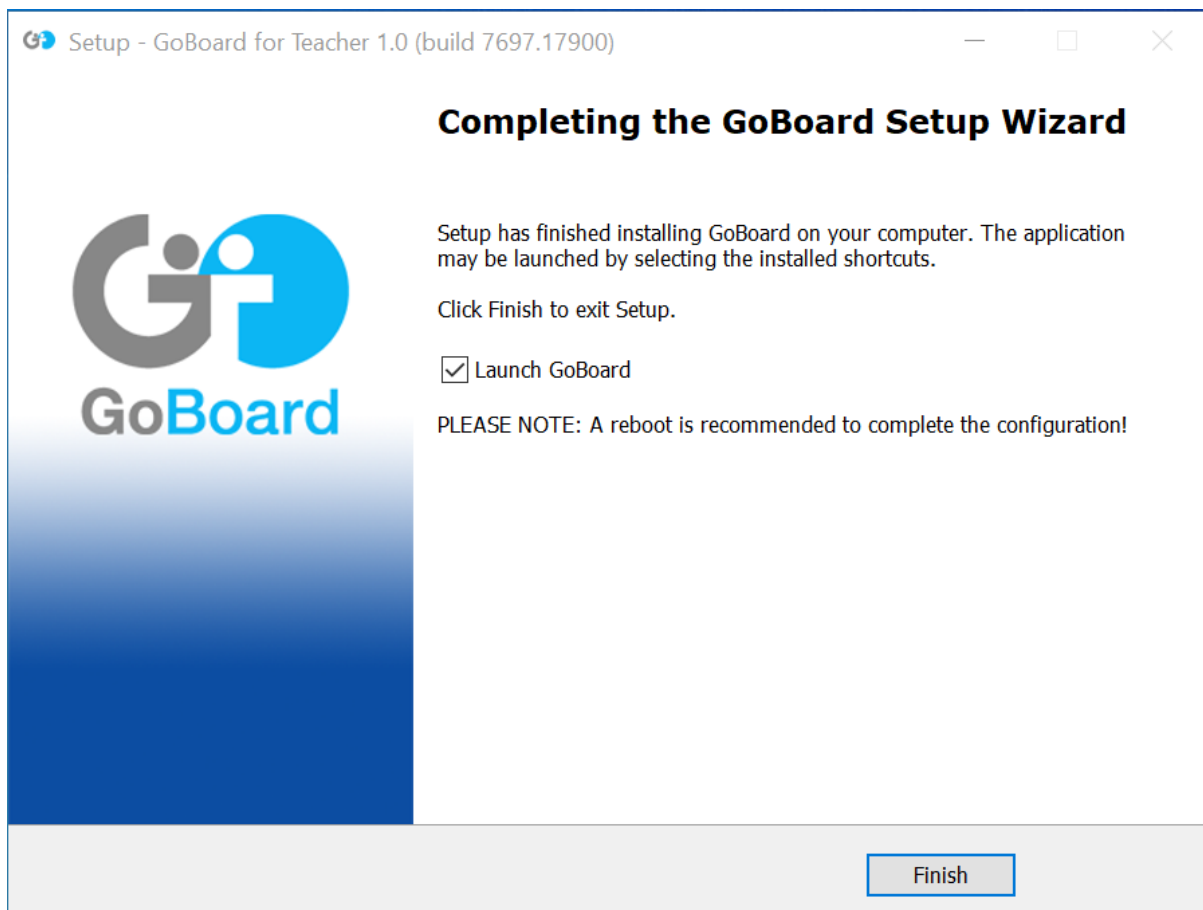 Setup - GoBoard for Teacher 1.0 (build 7697.17900)
Completing the GoBoard Setup Wizard
Setup has finished installing GoBoard on your computer. The application
may be launched by selecting the installed shortcuts.
Click Finish to exit Setup.
Launch GoBoard
PLEASE NOTE: A reboot is recommended to complete the configuration!
GoBoard
Finish